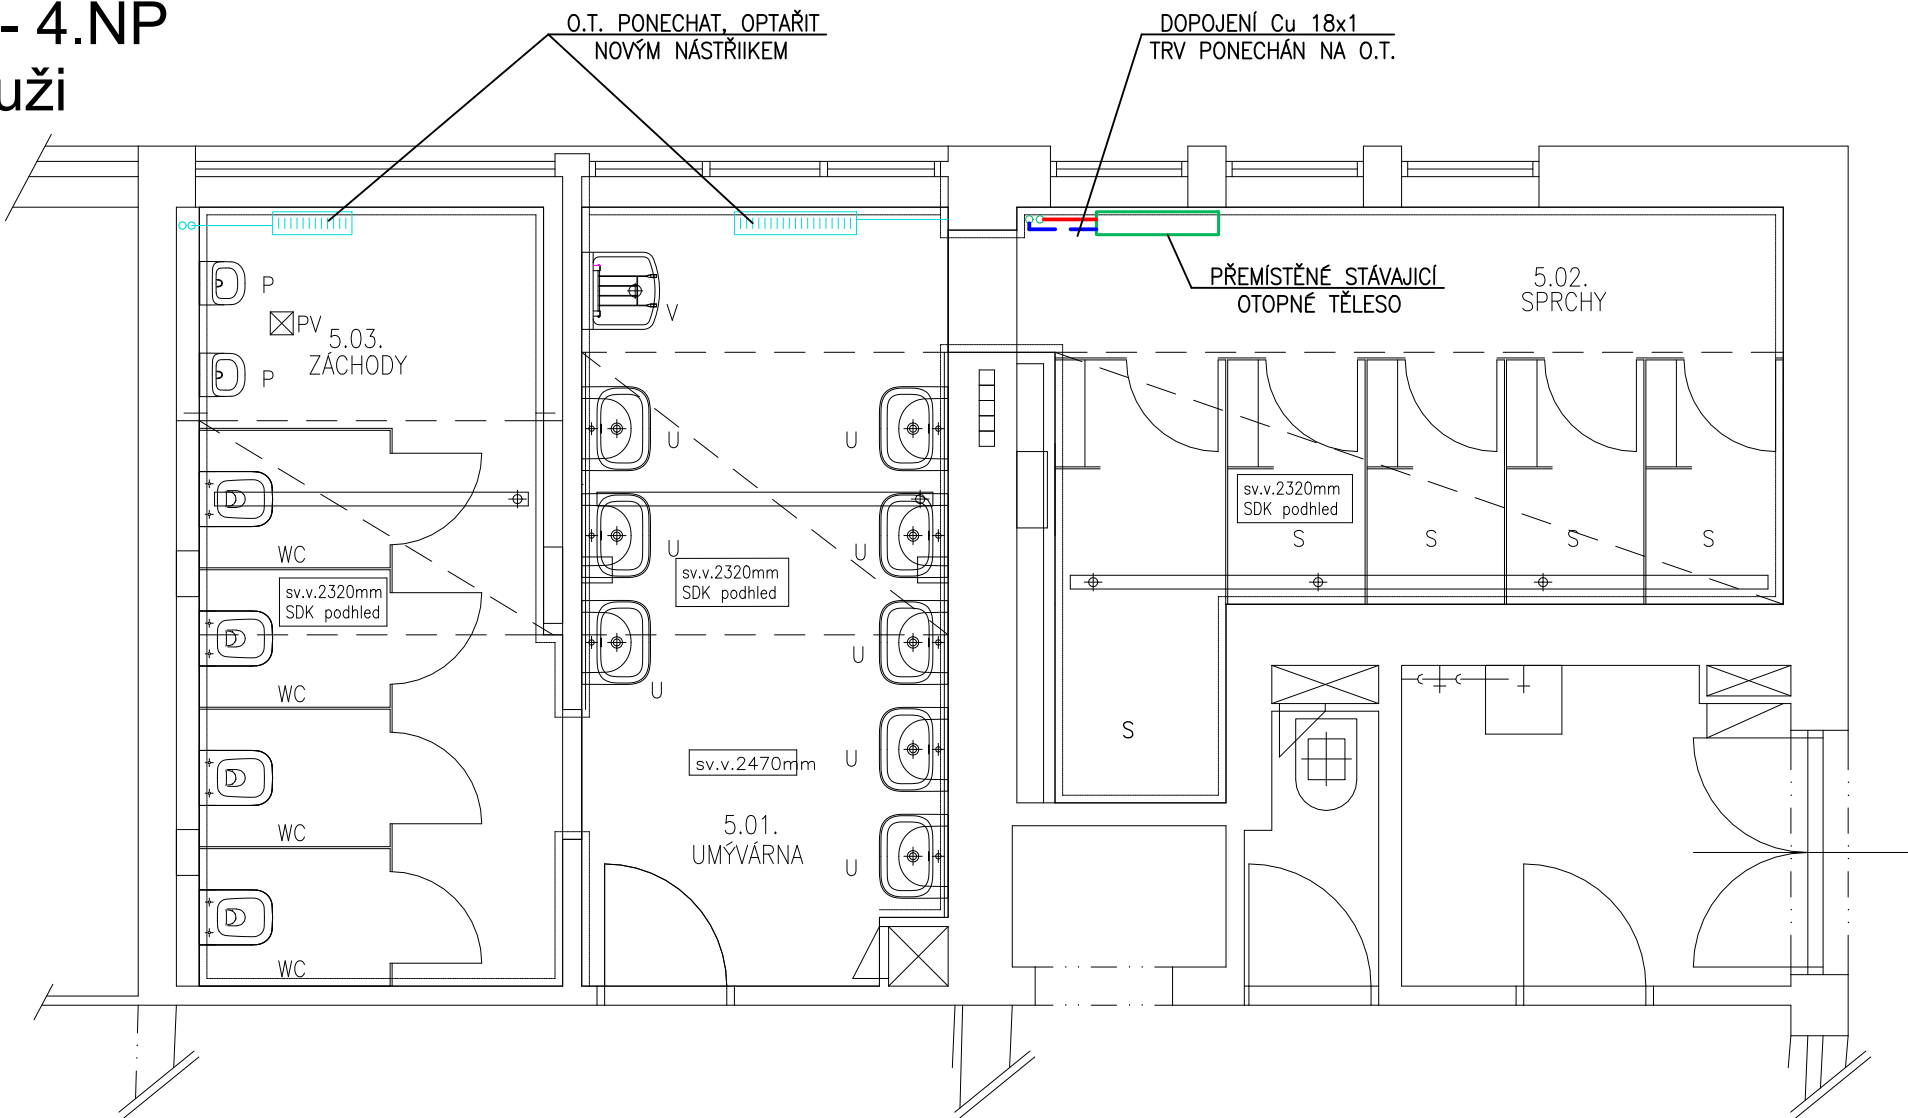 - 4.NP
uži
O.T. PONECHAT, OPTAŘIT
NOVÝM NÁSTŘIIKEM
DOPOJENÍ Cu 18x1
TRV PONECHÁN NA O.T.
PŘEMÍSTĚNÉ STÁVAJICÍ
OTOPNÉ TĚLESO
5.02.
SPRCHY
P
V
PV
5.03.
ZÁCHODY
P
U
U
sv.v.2320mm
SDK podhled
S
S
S
S
WC
U
U
sv.v.2320mm
SDK podhled
sv.v.2320mm
SDK podhled
U
U
WC
S
sv.v.2470mm
U
5.01.
UMÝVÁRNA
WC
U
WC